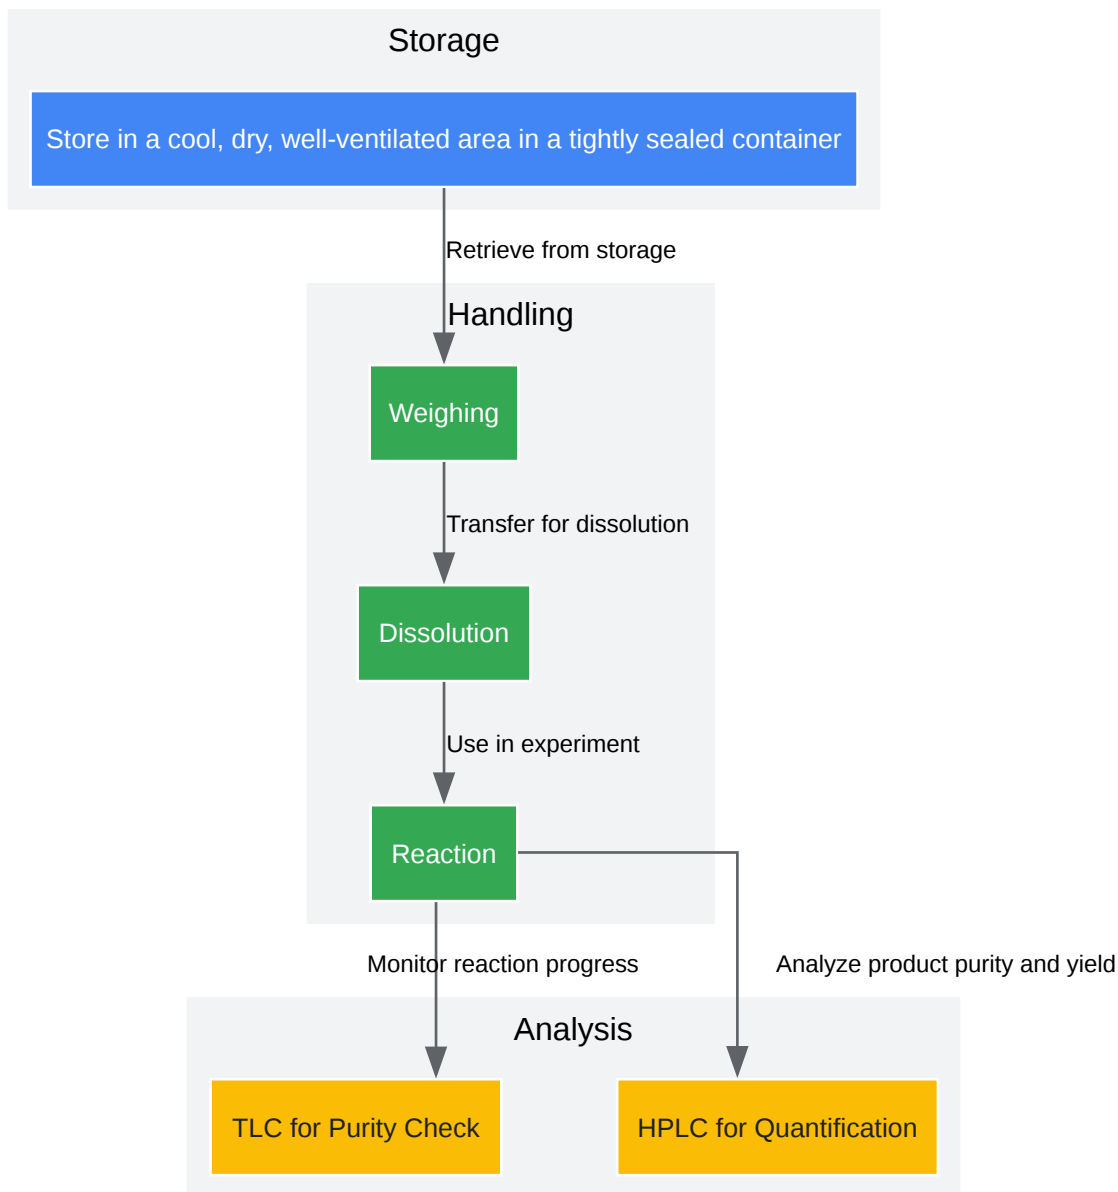 Storage
Store in a cool, dry, well-ventilated area in a tightly sealed container
Retrieve from storage
Handling
Weighing
Transfer for dissolution
Dissolution
Use in experiment
Reaction
Monitor reaction progress
Analyze product purity and yield
Analysis
TLC for Purity Check
HPLC for Quantification